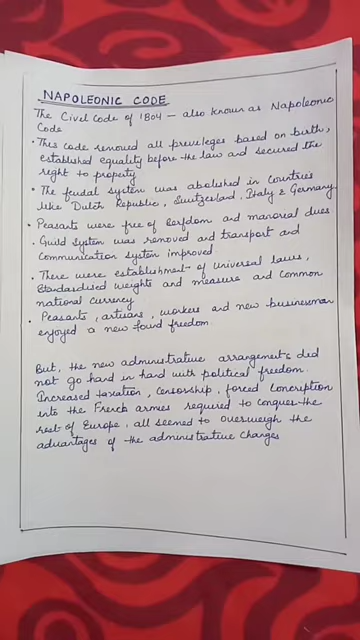 NAPOLEONIC CODE
The Civel Code of 1804 – also known as Napoleonic
Code
• This code removed all previleges based on birth,
established equality before the law and secured the
right to property
• The feudal system was abolished in countries
like Dutch Republic, Switzerland, Italy & Germany
• Peasants were free of serfdom and manorial dues
• Guild system was removed and transport and
communication system improved.
• There were establishment of universal laws,
standardised weights and measure and common
national currency
• Peasants, artisans, workers and new businessman
enjoyed a new found freedom.
But, the new administrative arrangements did
not go hand in hand with political freedom.
Increased taxation, censorship, forced conscription
into the French armies required to conquer the
rest of Europe, all seemed to overweigh the
advantages of the administrative changes